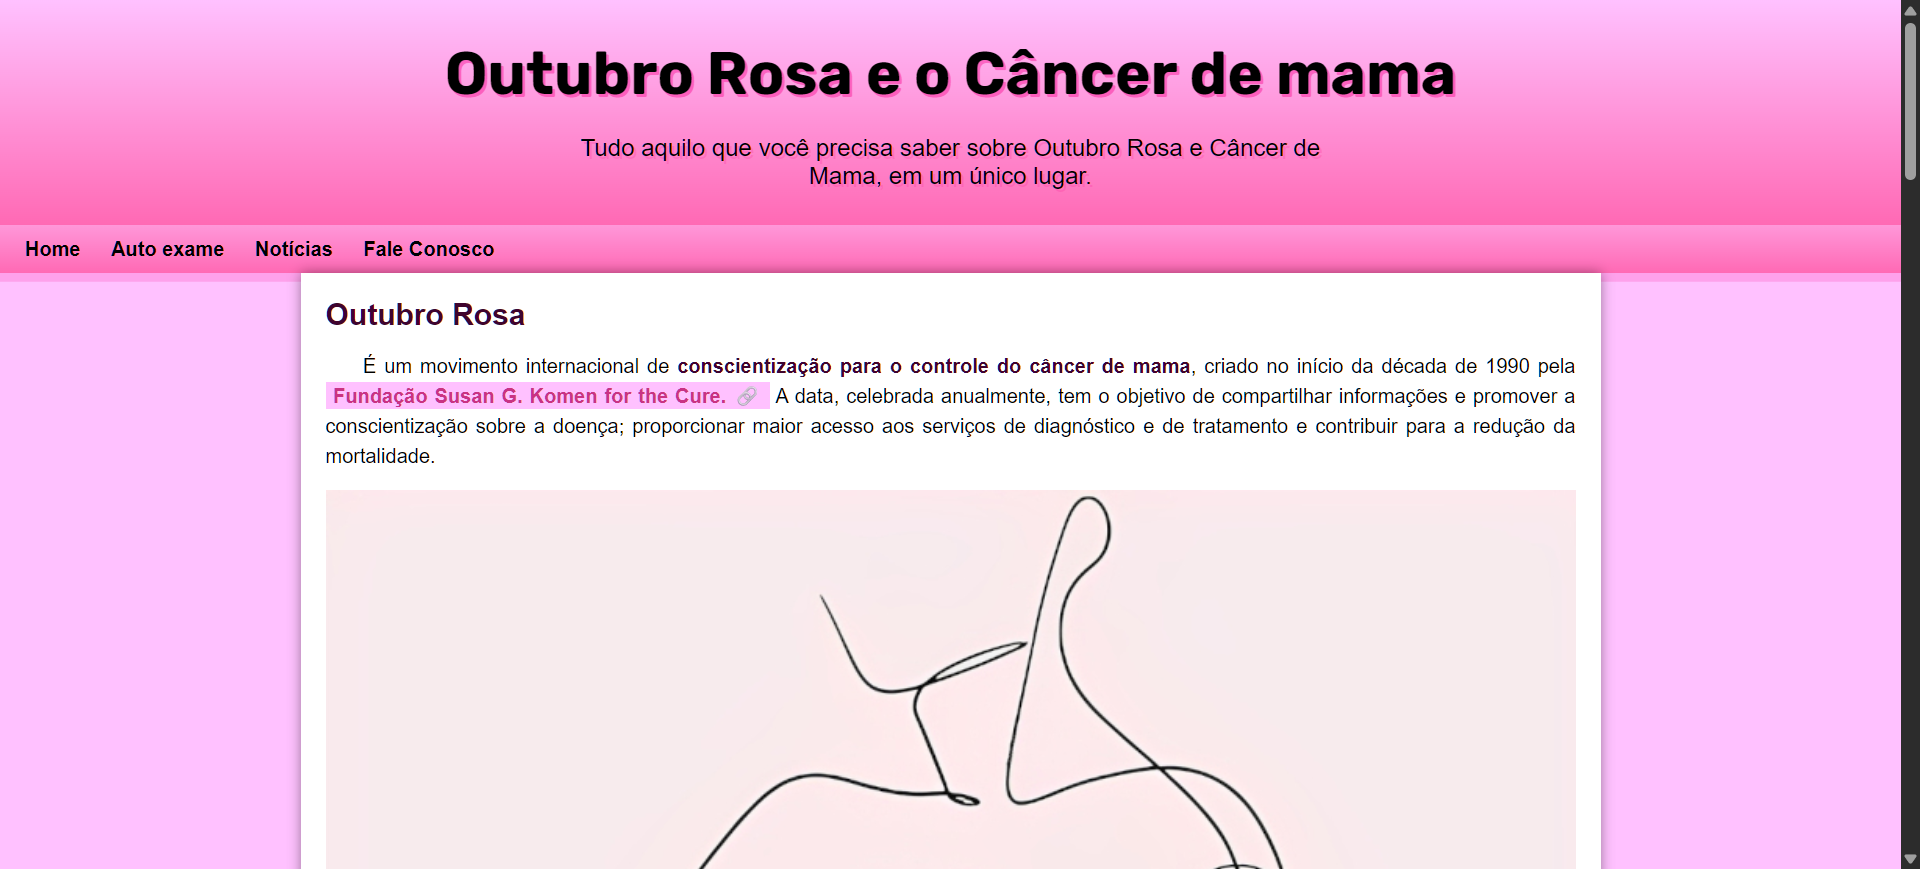 Outubro Rosa e o Câncer de mama
Tudo aquilo que você precisa saber sobre Outubro Rosa e Câncer de
Mama, em um único lugar.
Home Auto exame Notícias Fale Conosco
Outubro Rosa
É um movimento internacional de conscientização para o controle do câncer de mama, criado no início da década de 1990 pela
Fundação Susan G. Komen for the Cure. A data, celebrada anualmente, tem o objetivo de compartilhar informações e promover a
conscientização sobre a doença; proporcionar maior acesso aos serviços de diagnóstico e de tratamento e contribuir para a redução da
mortalidade.